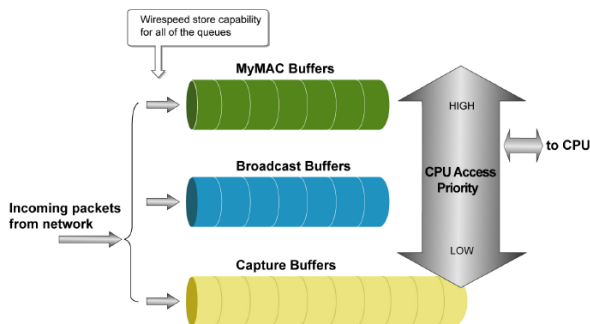 Wirespeed store capability
for all of the queues
MyMAC Buffers
HIGH
to CPU
Broadcast Buffers
CPU Access
Priority
Incoming packets
from network
LOW
Capture Buffers